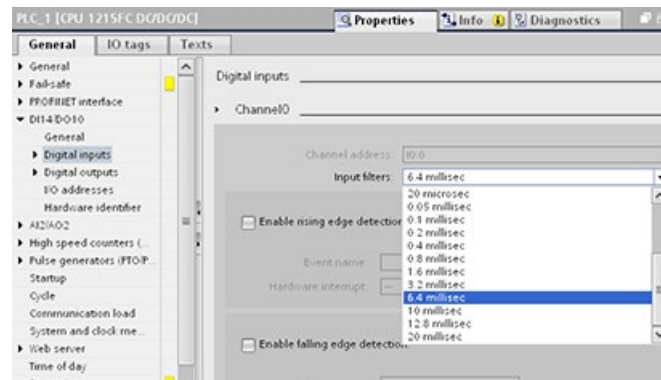 PLC_1 [CPU 1215FC DC/DC/DC]
Properties
Info
Diagnostics
General
IO tags
Texts
General
Fail-safe
PROFINET interface
DI14/DO10
General
Digital inputs
Digital outputs
I/O addresses
Hardware identifier
AI2/AO2
High speed counters (...
Pulse generators (PTO/P...
Startup
Cycle
Communication load
System and clock me...
Web server
Time of day
Digital inputs
Channel0
Channel address: I0.0
Input filters: 6.4 millisec
20 microsec
0.05 millisec
0.1 millisec
0.2 millisec
0.4 millisec
0.8 millisec
1.6 millisec
3.2 millisec
6.4 millisec
10 millisec
12.8 millisec
20 millisec
Enable rising edge detection
Event name
Hardware interrupt:
Enable falling edge detection